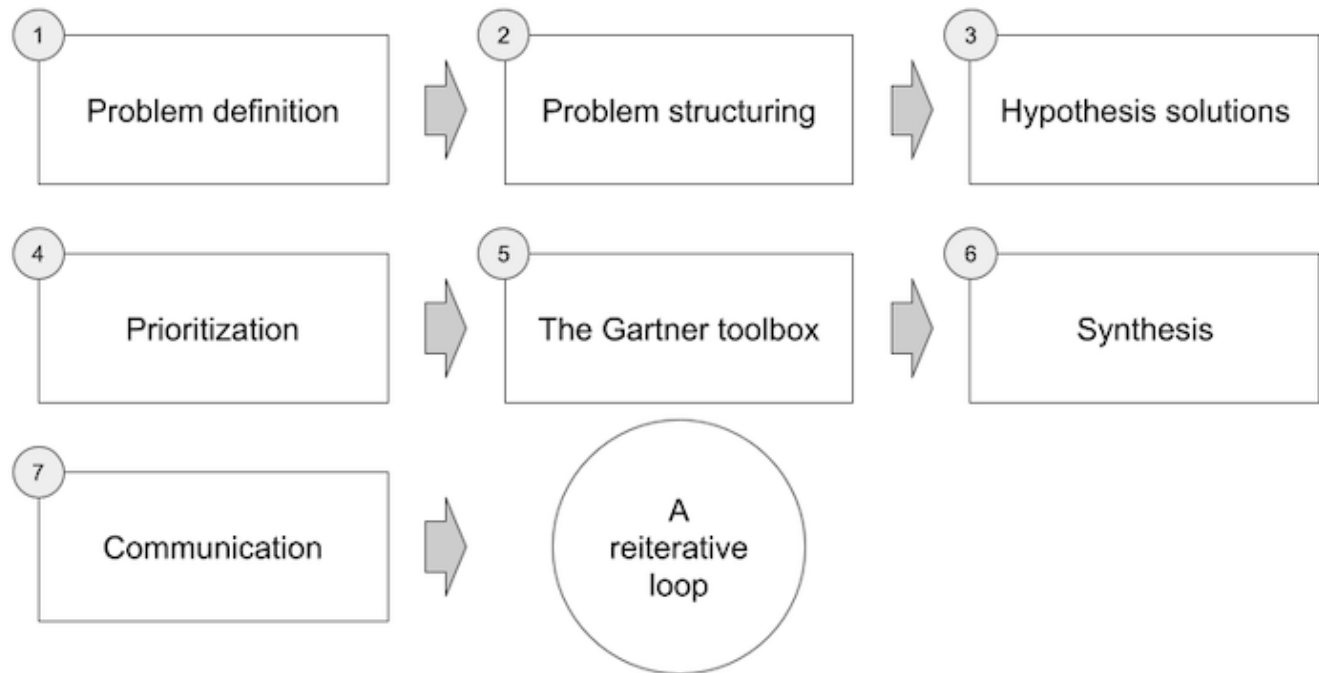 1
Problem definition
2
Problem structuring
3
Hypothesis solutions
4
Prioritization
5
The Gartner toolbox
6
Synthesis
7
Communication
A
reiterative
loop